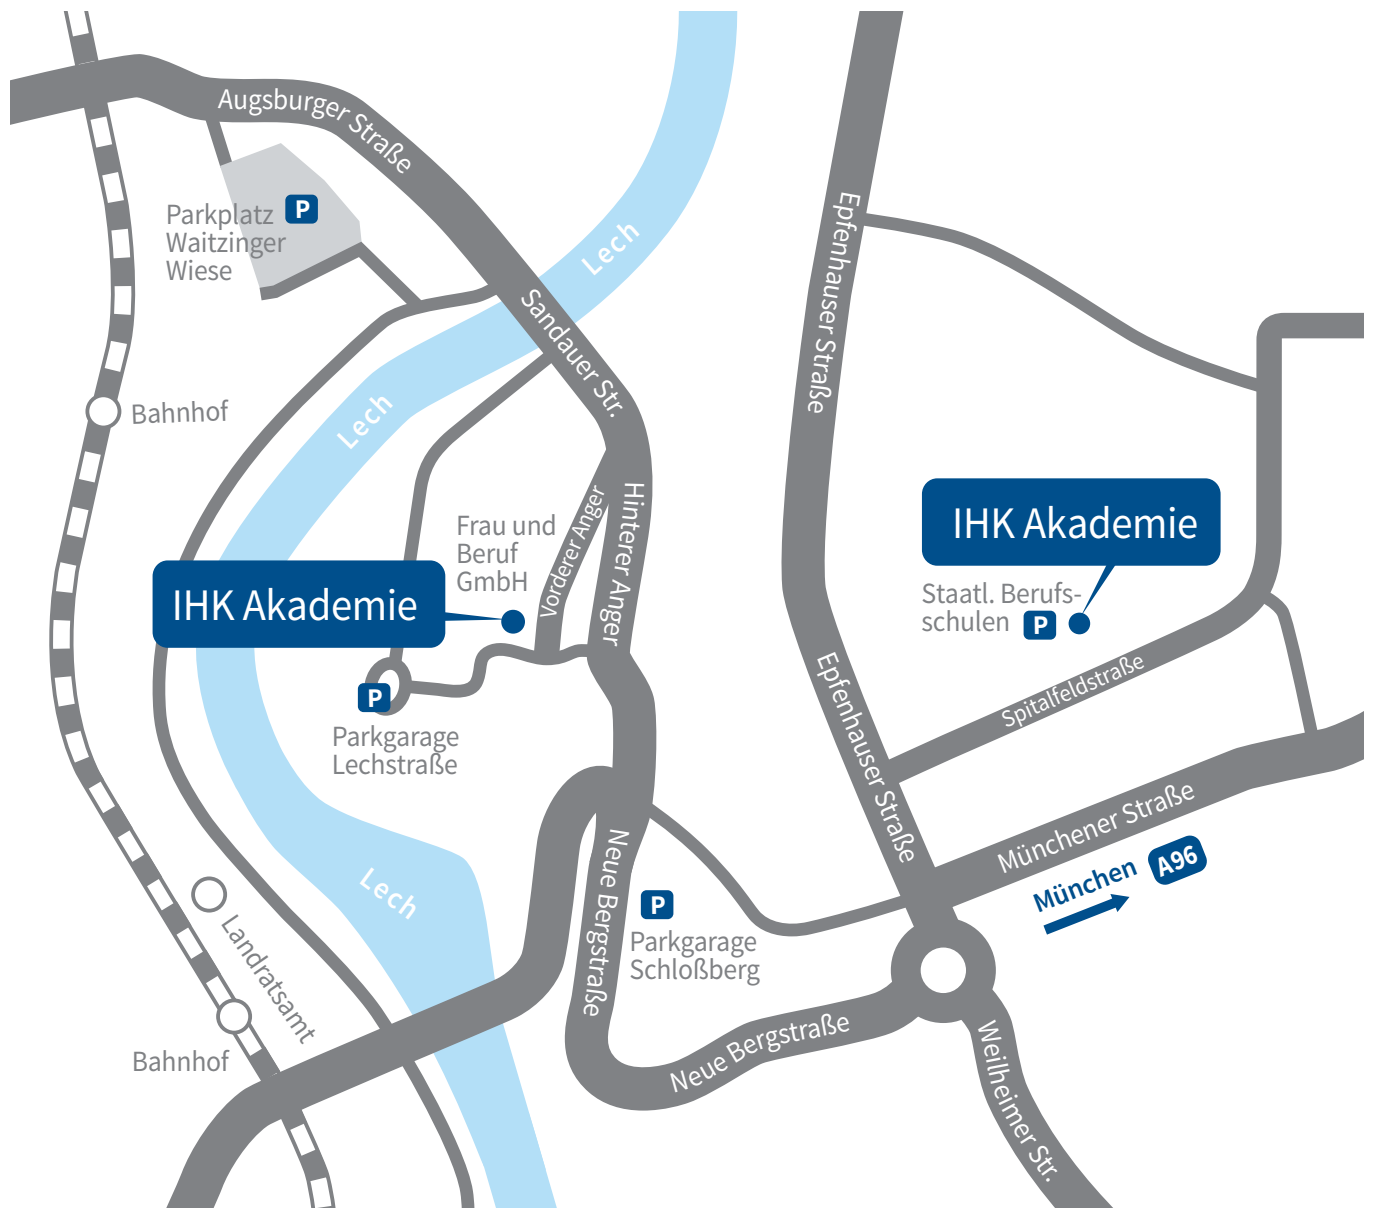 Augsburger Straße
Parkplatz
Waitzinger
Wiese
P
Lech
Sandauer Str.
Epfenhauser Straße
Bahnhof
Lech
Frau und
Beruf
GmbH
Vorderer Anger
Hinterer Anger
IHK Akademie
IHK Akademie
Staatl. Berufs-
schulen
P
P
Parkgarage
Lechstraße
Epfenhauser Straße
Spitalfeldstraße
Münchener Straße
München
A96
Lech
Neue Bergstraße
P
Parkgarage
Schloßberg
Landratsamt
Bahnhof
Neue Bergstraße
Weilheimer Str.